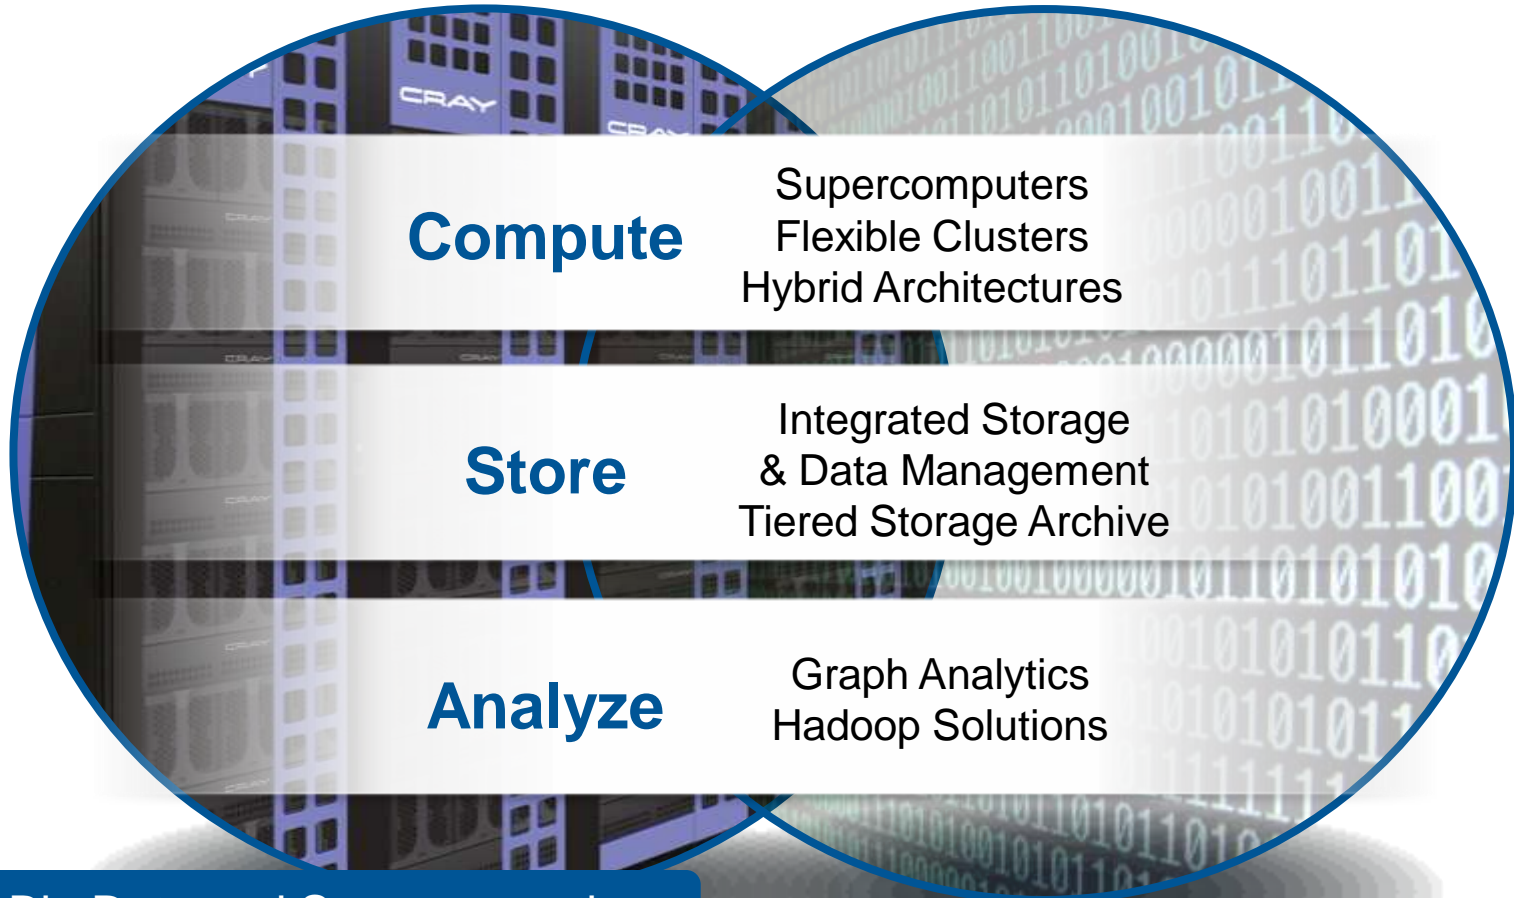 CRAY
Compute
Supercomputers
Flexible Clusters
Hybrid Architectures
Store
Integrated Storage
& Data Management
Tiered Storage Archive
Analyze
Graph Analytics
Hadoop Solutions